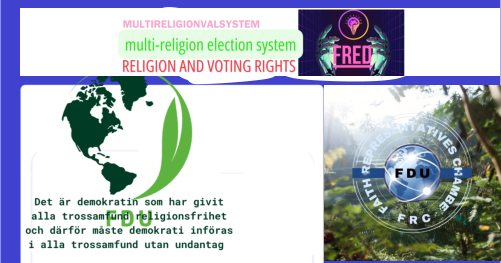 MULTIRELIGIONVALSYSTEM
multi-religion election system
RELIGION AND VOTING RIGHTS
FRED
FDU
Det är demokratin som har givit
alla trossamfund religionsfrihet
och därför måste demokrati införas
i alla trossamfund utan undantag
FAITH REPRESENTATIVES CHAMBE
FDU
FRC